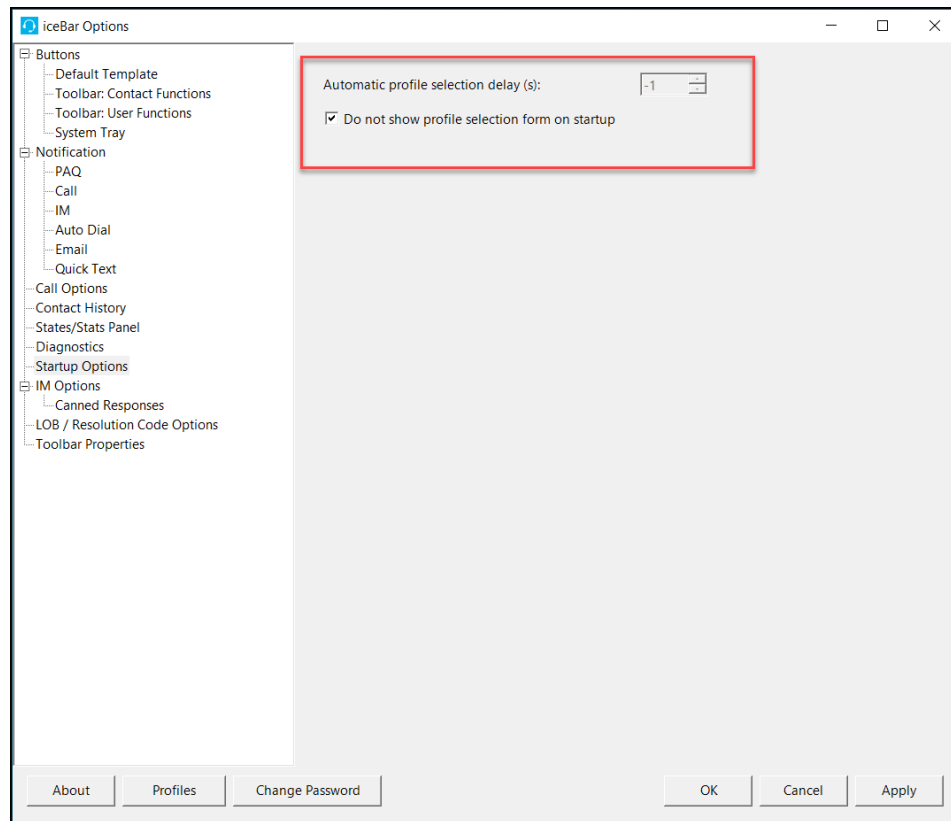 iceBar Options
Buttons
Default Template
Toolbar: Contact Functions
Toolbar: User Functions
System Tray
Notification
PAQ
Call
IM
Auto Dial
Email
Quick Text
Call Options
Contact History
States/Stats Panel
Diagnostics
Startup Options
IM Options
Canned Responses
LOB / Resolution Code Options
Toolbar Properties
Automatic profile selection delay (s): -1
Do not show profile selection form on startup
About Profiles Change Password OK Cancel Apply